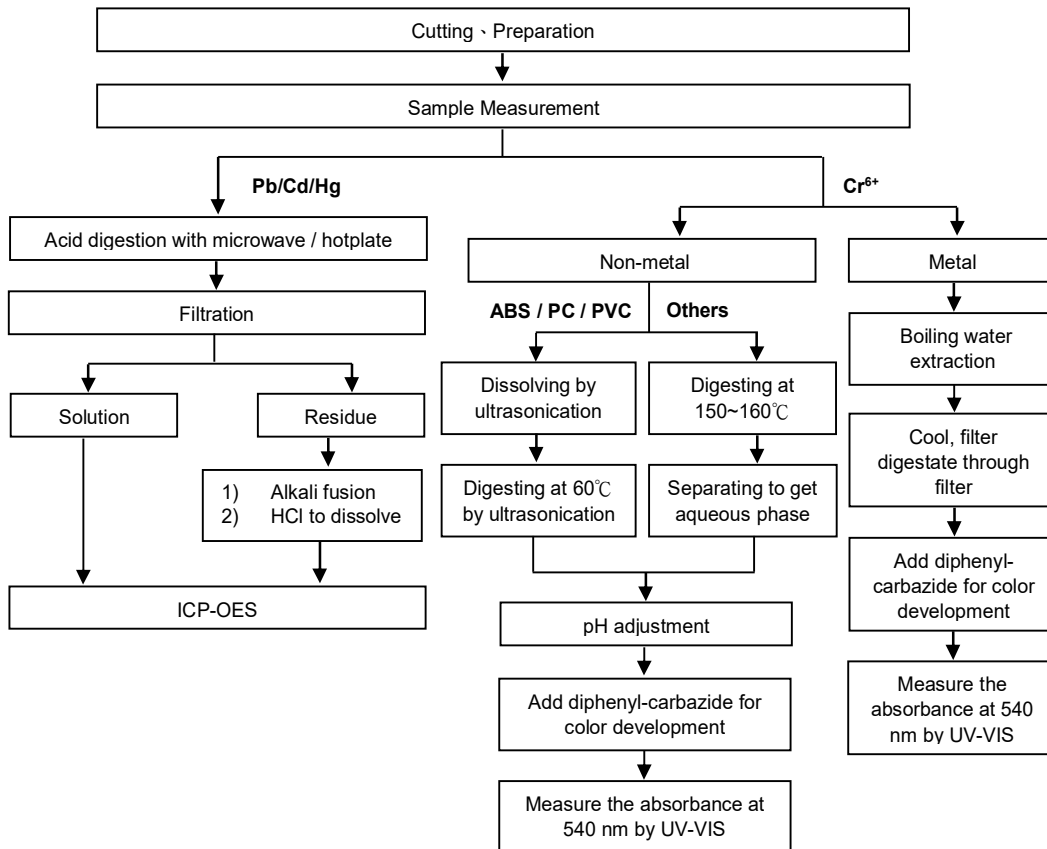 Cutting、Preparation
Sample Measurement
Pb/Cd/Hg
Cr⁶⁺
Acid digestion with microwave / hotplate
Filtration
Solution
Residue
1) Alkali fusion
2) HCl to dissolve
ICP-OES
Non-metal
ABS / PC / PVC
Others
Dissolving by
ultrasonication
Digesting at
150~160℃
Digesting at 60℃
by ultrasonication
Separating to get
aqueous phase
pH adjustment
Add diphenyl-carbazide for
color development
Measure the absorbance at
540 nm by UV-VIS
Metal
Boiling water
extraction
Cool, filter
digestate through
filter
Add diphenyl-
carbazide for color
development
Measure the
absorbance at 540
nm by UV-VIS